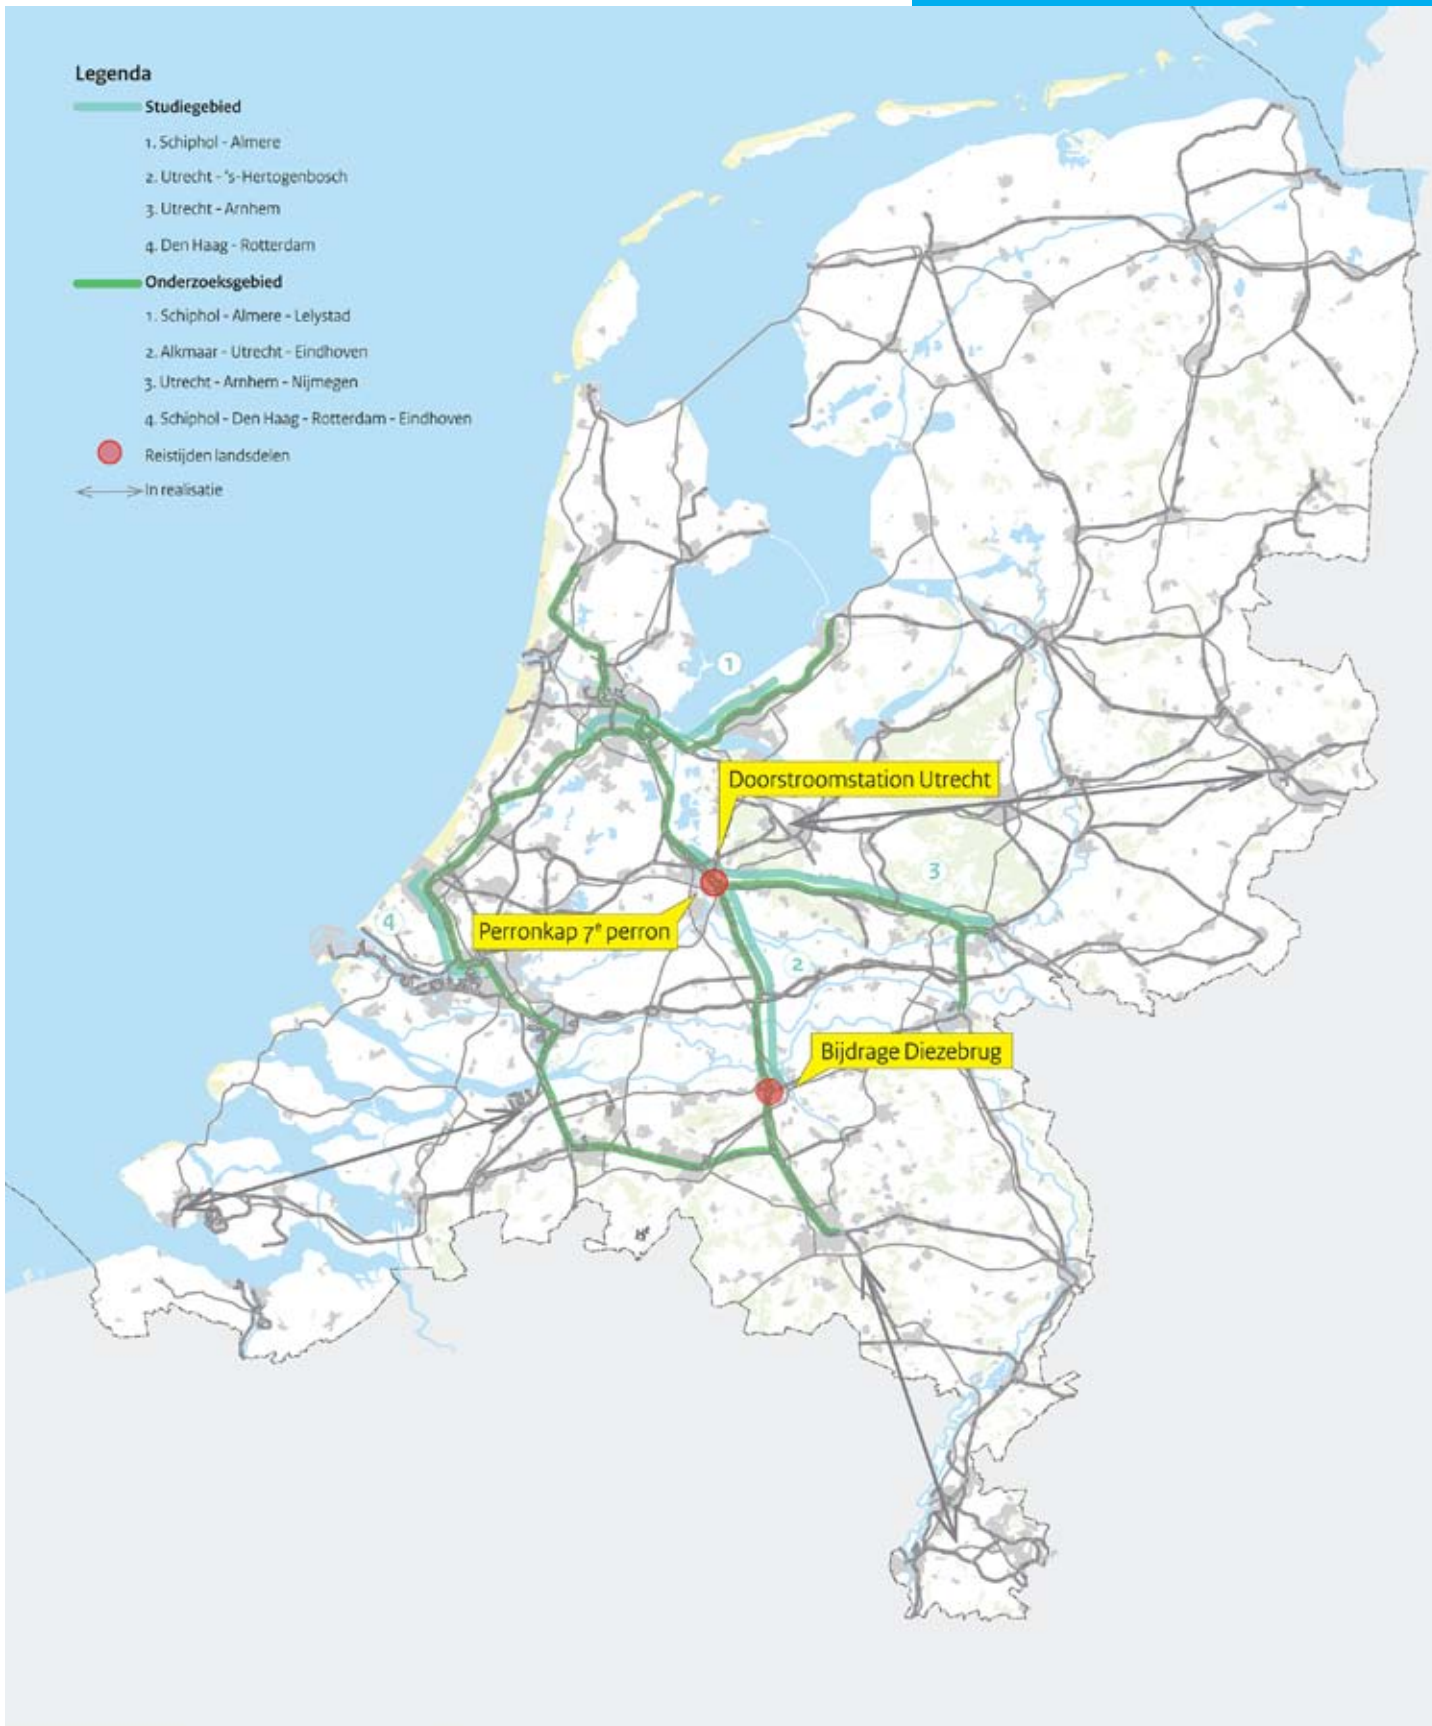 Legenda
Studiegebied
1. Schiphol - Almere
2. Utrecht - 's-Hertogenbosch
3. Utrecht - Arnhem
4. Den Haag - Rotterdam
Onderzoeksgebied
1. Schiphol - Almere - Lelystad
2. Alkmaar - Utrecht - Eindhoven
3. Utrecht - Arnhem - Nijmegen
4. Schiphol - Den Haag - Rotterdam - Eindhoven
Reistijden landsdelen
In realisatie
1
Doorstroomstation Utrecht
3
4
Perronkap 7e perron
2
Bijdrage Diezebrug